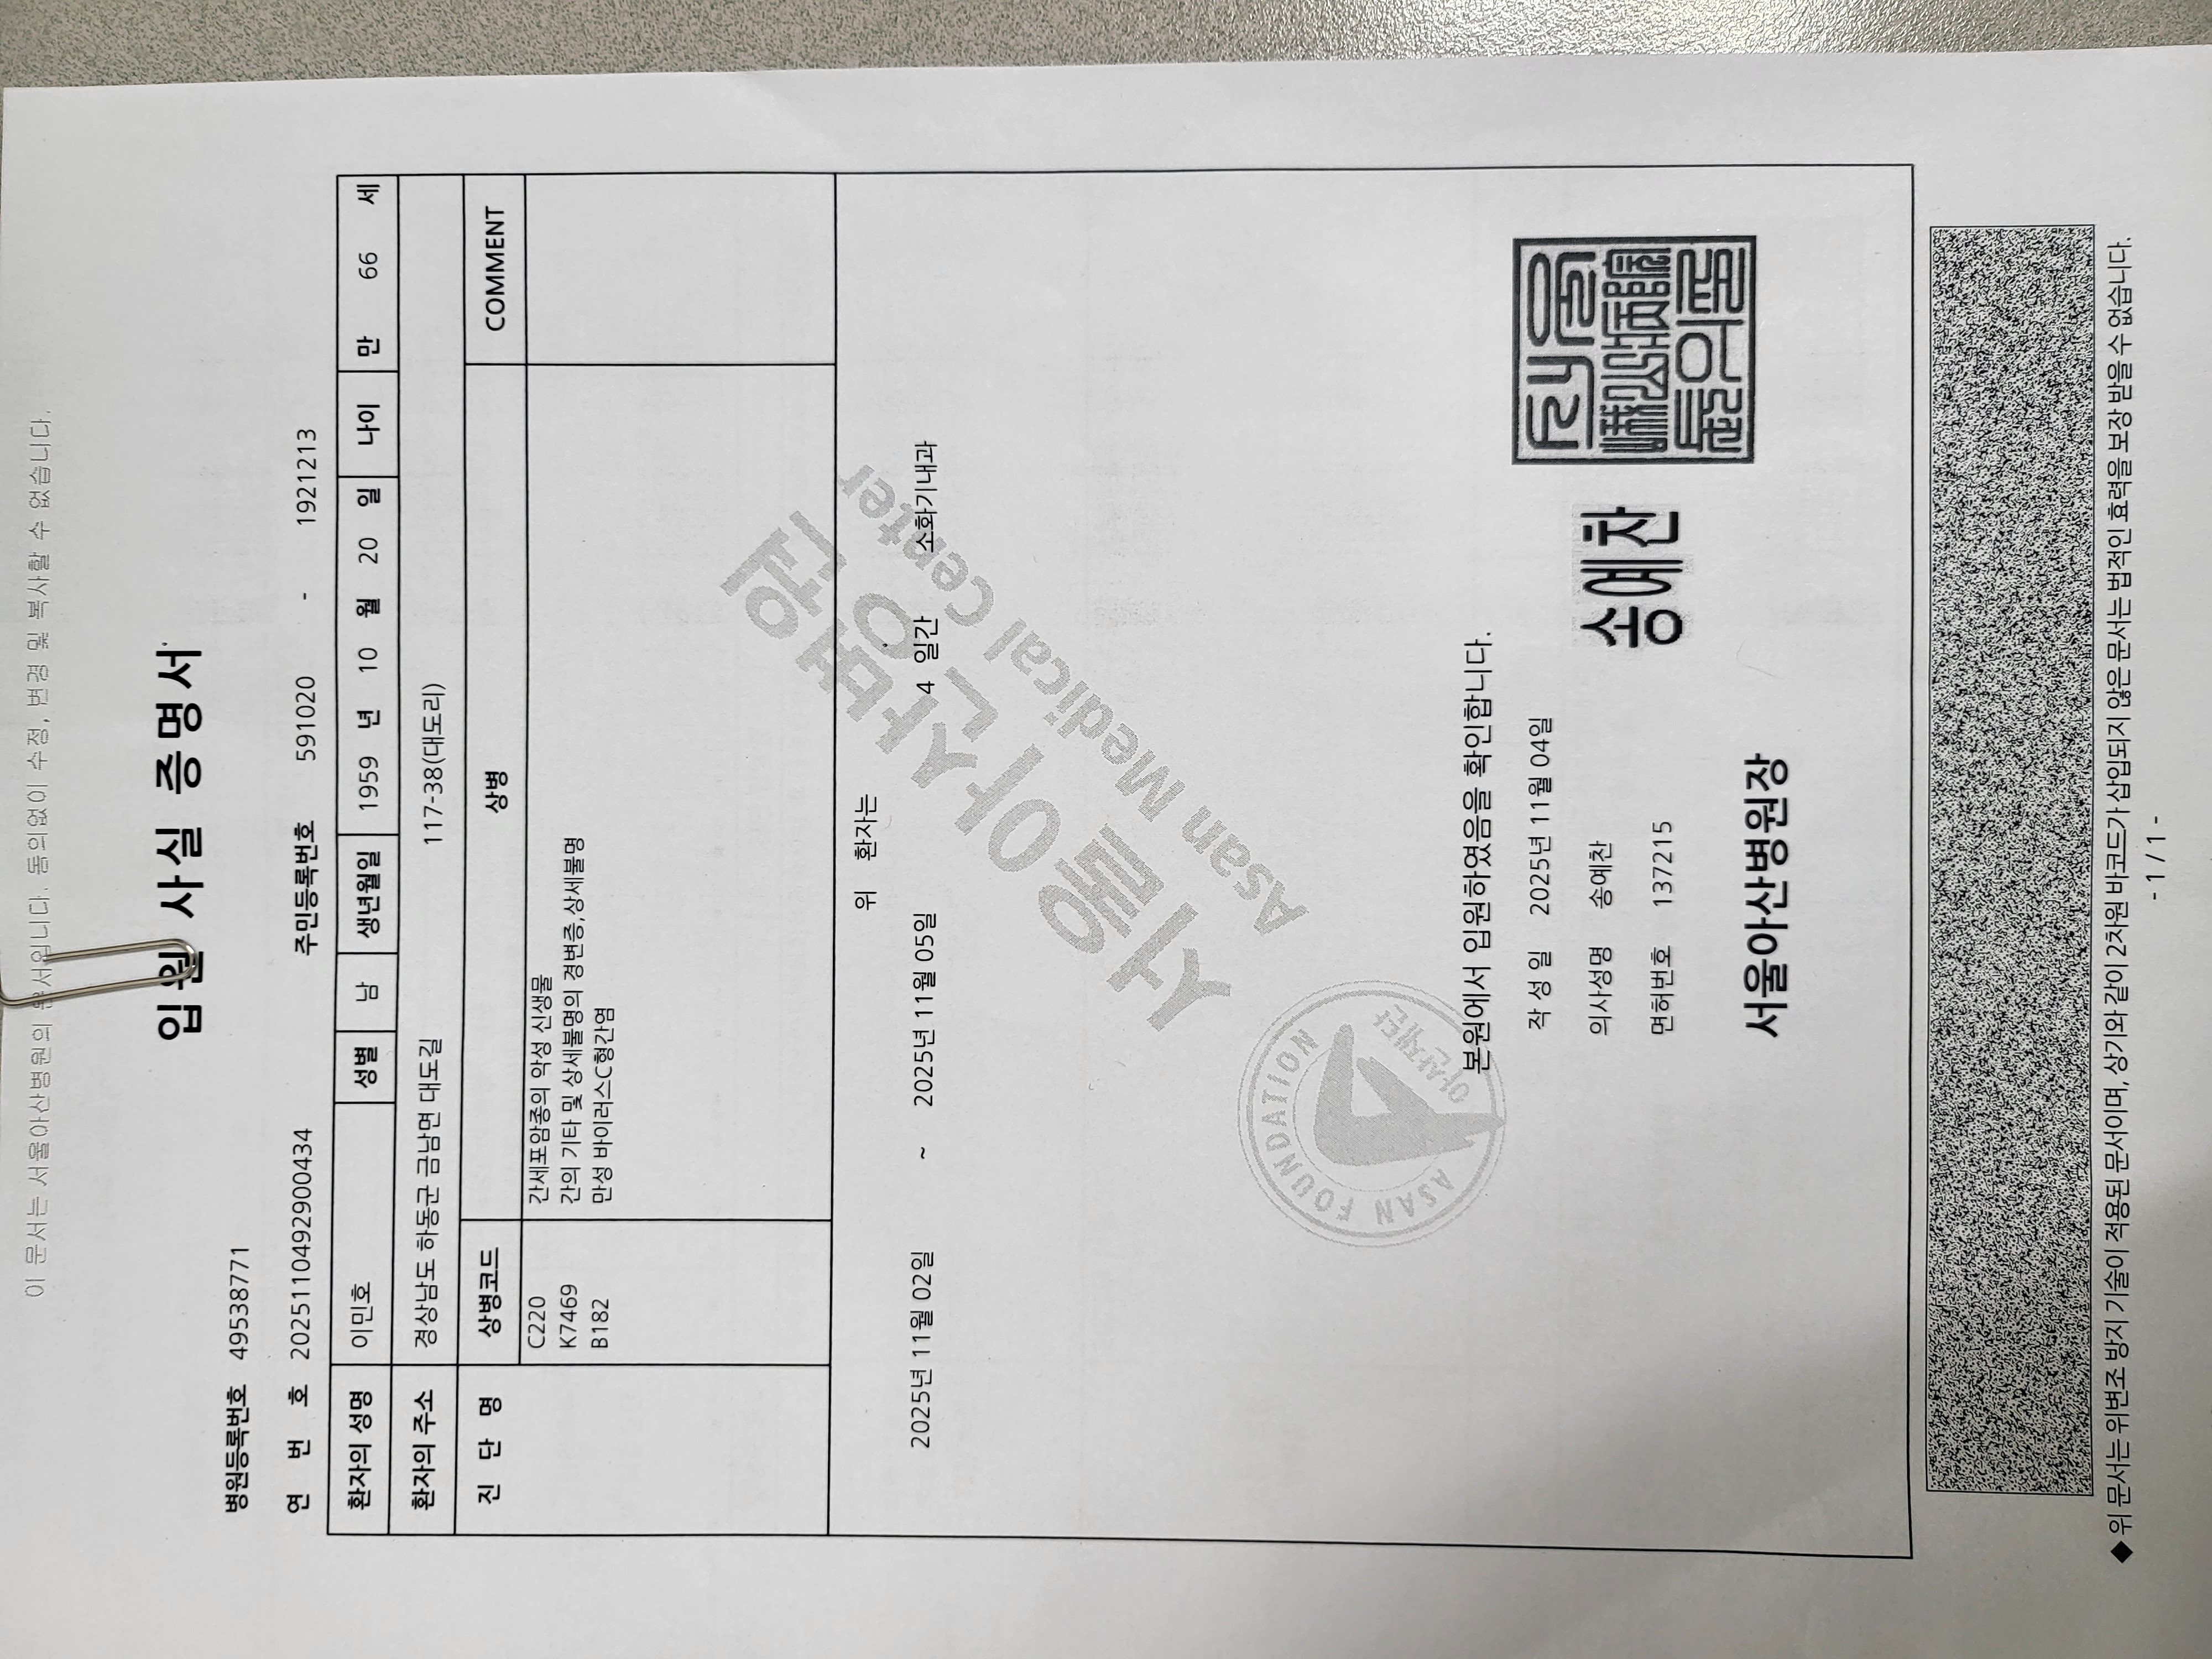 이 문서는 서울아산병원의 문서입니다. 동의없이 수정, 변경 및 복사할 수 없습니다.
입원 사실 증명서
병원등록번호 49538771
연 번 호 2025110492900434 주민등록번호 591020 - 1921213
환자의 성명 이민호 성별 남 생년월일 1959 년 10 월 20 일 나이 만 66 세
환자의 주소 경상남도 하동군 금남면 대도길 117-38(대도리)
진 단 명 상병코드 상병 COMMENT
C220 간세포암종의 악성 신생물
K7469 간의 기타 및 상세불명의 경변증,상세불명
B182 만성 바이러스C형간염
위 환자는
2025년 11월 02일 ~ 2025년 11월 05일 4 일간 소화기내과
서울아산병원
Asan Medical Center
ASAN FOUNDATION
아산재단
본원에서 입원하였음을 확인합니다.
작 성 일 2025년 11월 04일
의사성명 송예찬
송예찬
면허번호 137215
서울아산병원장
◆ 위 문서는 위변조 방지 기술이 적용된 문서이며, 상기와 같이 2차원 바코드가 삽입되지 않은 문서는 법적인 효력을 보장 받을 수 없습니다.
- 1 / 1 -